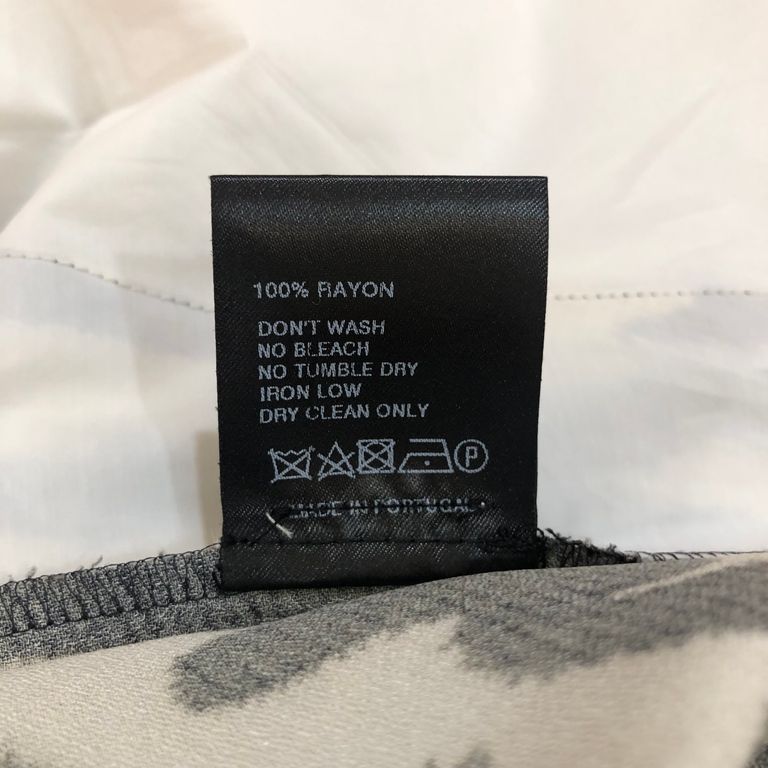 100% RAYON
DON'T WASH
NO BLEACH
NO TUMBLE DRY
IRON LOW
DRY CLEAN ONLY
P
MADE IN PORTUGAL